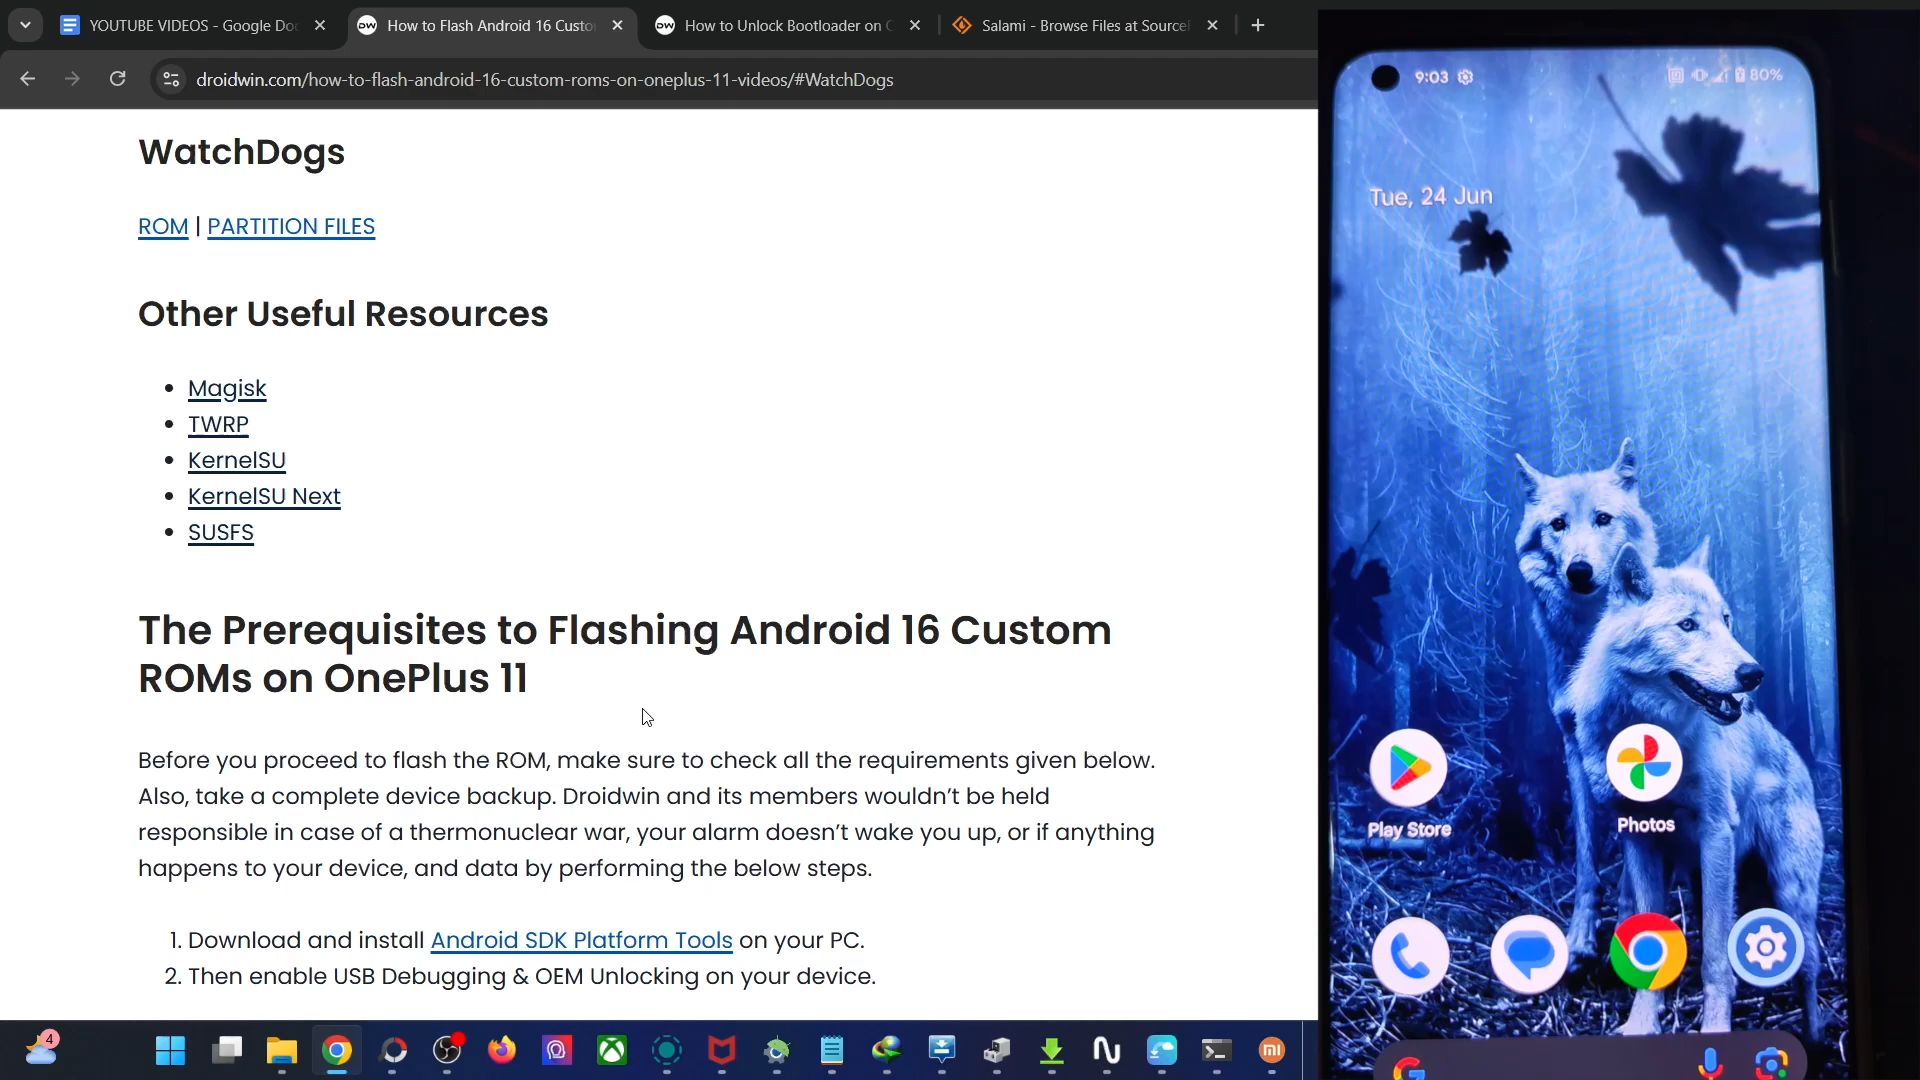 YOUTUBE VIDEOS - Google Doc
How to Flash Android 16 Custo
How to Unlock Bootloader on
Salami - Browse Files at Source
droidwin.com/how-to-flash-android-16-custom-roms-on-oneplus-11-videos/#WatchDogs
WatchDogs
ROM | PARTITION FILES
Other Useful Resources
• Magisk
• TWRP
• KernelSU
• KernelSU Next
• SUSFS
The Prerequisites to Flashing Android 16 Custom
ROMs on OnePlus 11
Before you proceed to flash the ROM, make sure to check all the requirements given below.
Also, take a complete device backup. Droidwin and its members wouldn't be held
responsible in case of a thermonuclear war, your alarm doesn't wake you up, or if anything
happens to your device, and data by performing the below steps.
1. Download and install Android SDK Platform Tools on your PC.
2. Then enable USB Debugging & OEM Unlocking on your device.
4
9:03
80%
Tue, 24 Jun
Play Store
Photos
DW
DW
mi
G